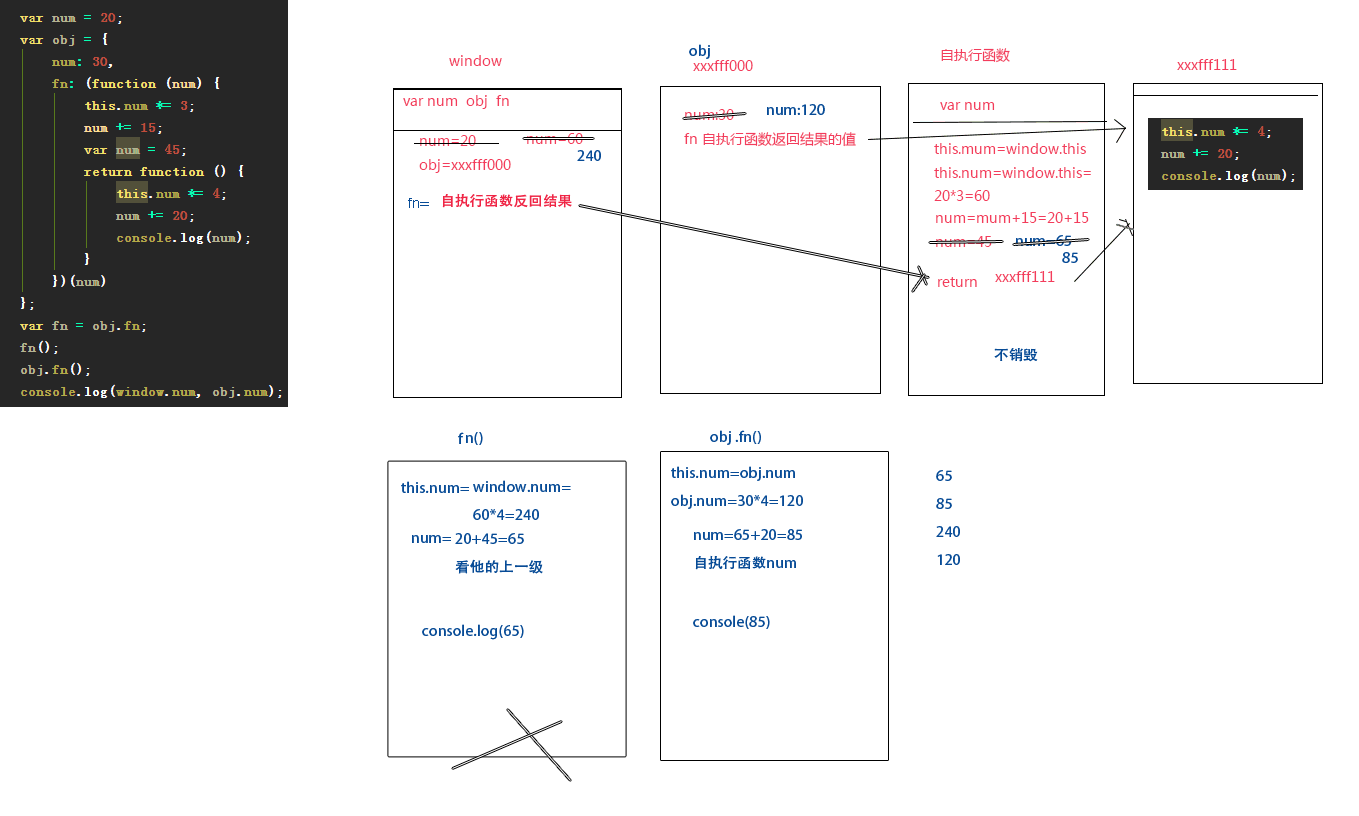 var num = 20;
var obj = {
num: 30,
fn: (function (num) {
this.num *= 3;
num += 15;
var num = 45;
return function () {
this.num *= 4;
num += 20;
console.log(num);
}
})(num)
};
var fn = obj.fn;
fn();
obj.fn();
console.log(window.num, obj.num);
window
var num obj fn
num=20 num=60
240
obj=xxxfff000
fn= 自执行函数反回结果
obj
xxxfff000
num:30 num:120
fn 自执行函数返回结果的值
自执行函数
var num
this.mum=window.this
this.num=window.this=
20*3=60
num=mum+15=20+15
num=45 num=65
85
return xxxfff111
不销毁
xxxfff111
this.num *= 4;
num += 20;
console.log(num);
fn()
this.num= window.num=
60*4=240
num= 20+45=65
看他的上一级
console.log(65)
obj .fn()
this.num=obj.num
obj.num=30*4=120
num=65+20=85
自执行函数num
console(85)
65
85
240
120